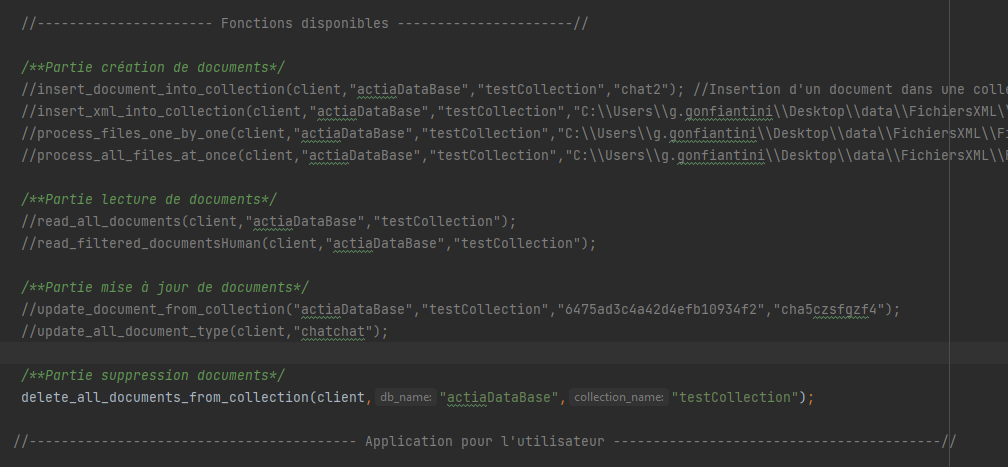 //---------------------- Fonctions disponibles ----------------------//
/**Partie création de documents*/
//insert_document_into_collection(client,"actiaDataBase","testCollection","chat2"); //Insertion d'un document dans une colle
//insert_xml_into_collection(client,"actiaDataBase","testCollection","C:\\Users\\g.gonfiantini\\Desktop\\data\\FichiersXML\\
//process_files_one_by_one(client,"actiaDataBase","testCollection","C:\\Users\\g.gonfiantini\\Desktop\\data\\FichiersXML\\Fi
//process_all_files_at_once(client,"actiaDataBase","testCollection","C:\\Users\\g.gonfiantini\\Desktop\\data\\FichiersXML\\F
/**Partie lecture de documents*/
//read_all_documents(client,"actiaDataBase","testCollection");
//read_filtered_documentsHuman(client,"actiaDataBase","testCollection");
/**Partie mise à jour de documents*/
//update_document_from_collection("actiaDataBase","testCollection","6475ad3c4a42d4efb10934f2","cha5czsfgzf4");
//update_all_document_type(client,"chatchat");
/**Partie suppression documents*/
delete_all_documents_from_collection(client, db_name: "actiaDataBase", collection_name: "testCollection");
//----------------------------------------- Application pour l'utilisateur -----------------------------------------//